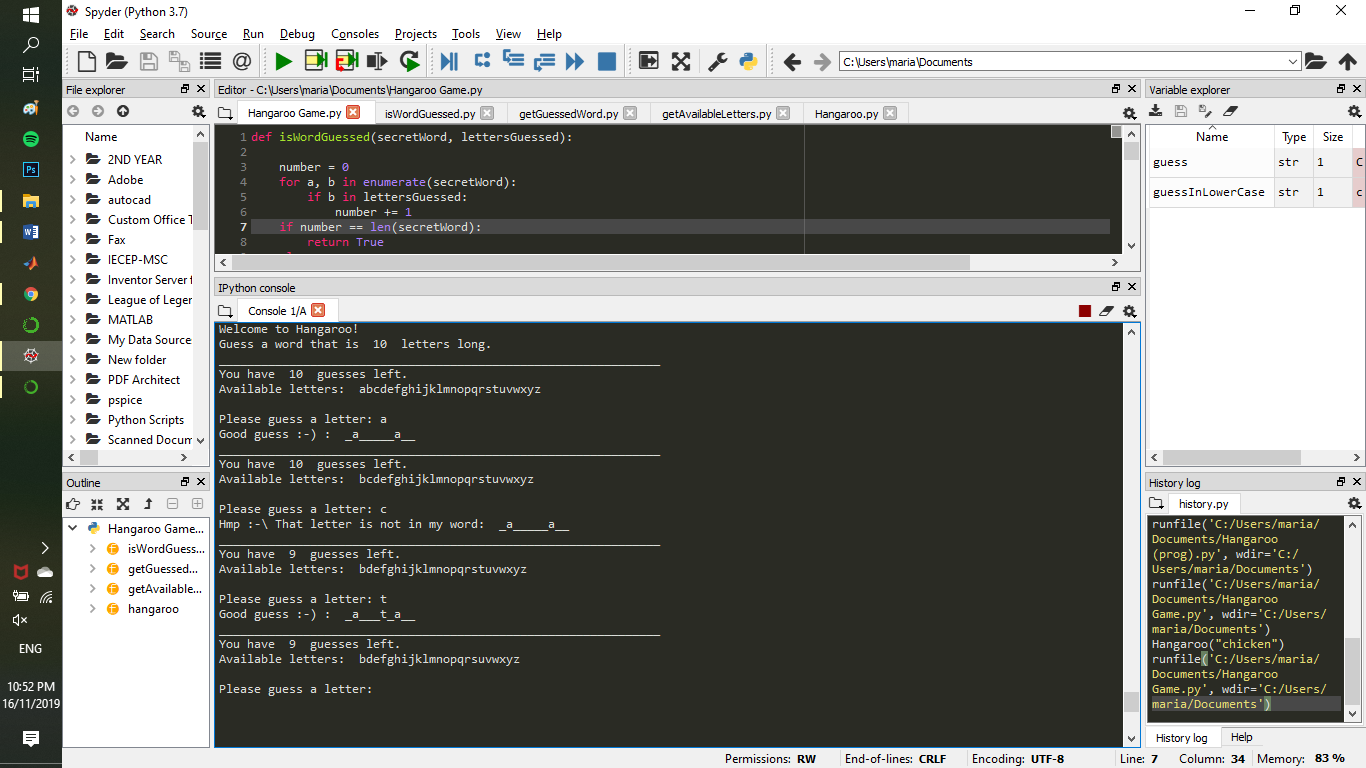 Spyder (Python 3.7)
File Edit Search Source Run Debug Consoles Projects Tools View Help
C:\Users\maria\Documents
File explorer
Name
2ND YEAR
Adobe
autocad
Custom Office T
Fax
IECEP-MSC
Inventor Server f
League of Leger
MATLAB
My Data Source
New folder
PDF Architect
pspice
Python Scripts
Scanned Docum
Outline
Hangaroo Game...
isWordGuess...
getGuessed...
getAvailable...
hangaroo
Editor - C:\Users\maria\Documents\Hangaroo Game.py
Hangaroo Game.py isWordGuessed.py getGuessedWord.py getAvailableLetters.py Hangaroo.py
1 def isWordGuessed(secretWord, lettersGuessed):
2
3 number = 0
4 for a, b in enumerate(secretWord):
5 if b in lettersGuessed:
6 number += 1
7 if number == len(secretWord):
8 return True
IPython console
Console 1/A
Welcome to Hangaroo!
Guess a word that is  10  letters long.
_______________________________________________________________
You have  10  guesses left.
Available letters:  abcdefghijklmnopqrstuvwxyz
Please guess a letter: a
Good guess :-) :  _a_____a__
_______________________________________________________________
You have  10  guesses left.
Available letters:  bcdefghijklmnopqrstuvwxyz
Please guess a letter: c
Hmp :-\ That letter is not in my word:  _a_____a__
_______________________________________________________________
You have  9  guesses left.
Available letters:  bdefghijklmnopqrstuvwxyz
Please guess a letter: t
Good guess :-) :  _a___t_a__
_______________________________________________________________
You have  9  guesses left.
Available letters:  bdefghijklmnopqrsuvwxyz
Please guess a letter:
Variable explorer
Name Type Size
guess str 1 C
guessInLowerCase str 1 c
History log
history.py
runfile('C:/Users/maria/
Documents/Hangaroo
(prog).py', wdir='C:/
Users/maria/Documents')
runfile('C:/Users/maria/
Documents/Hangaroo
Game.py', wdir='C:/Users/
maria/Documents')
Hangaroo("chicken")
runfile('C:/Users/maria/
Documents/Hangaroo
Game.py', wdir='C:/Users/
maria/Documents')
History log Help
Permissions: RW End-of-lines: CRLF Encoding: UTF-8 Line: 7 Column: 34 Memory: 83 %
Ps
W
ENG
10:52 PM
16/11/2019